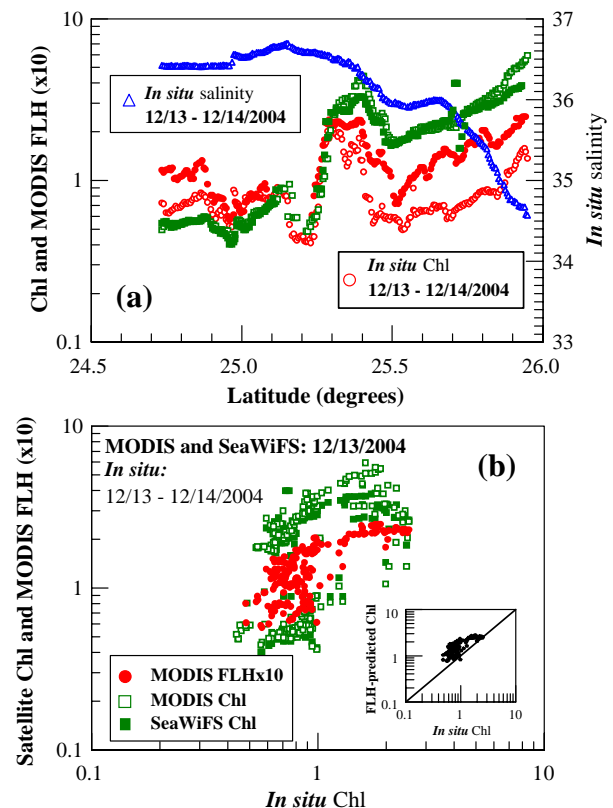 10
37
(a)
In situ salinity
12/13 - 12/14/2004
36
1
35
Chl and MODIS FLH (x10)
In situ salinity
In situ Chl
12/13 - 12/14/2004
34
0.1
33
24.5
25.0
25.5
26.0
Latitude (degrees)
10
MODIS and SeaWiFS: 12/13/2004
In situ:
12/13 - 12/14/2004
(b)
Satellite Chl and MODIS FLH (x10)
1
MODIS FLHx10
MODIS Chl
SeaWiFS Chl
FLH-predicted Chl
10
1
0.1
0.1
1
10
In situ Chl
0.1
0.1
1
10
In situ Chl